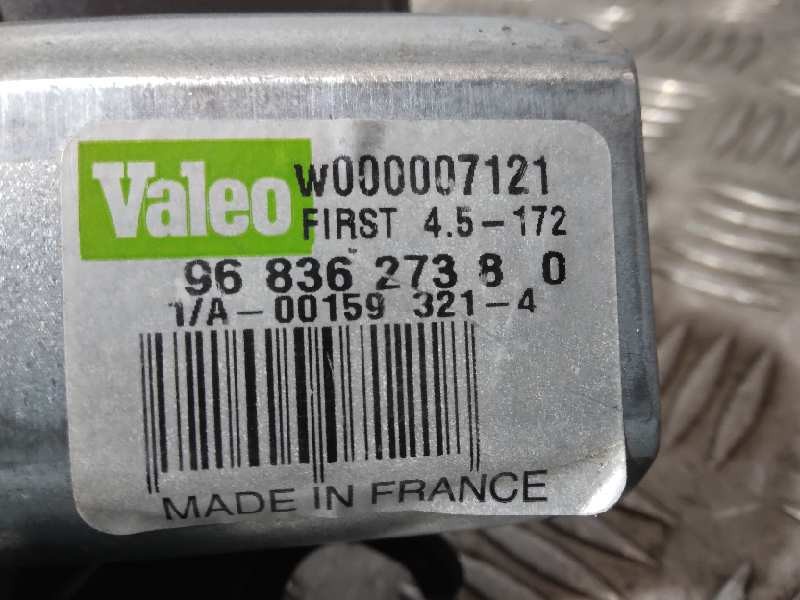 Valeo W000007121
FIRST 4.5-172
96 836 273 8 0
1/A-00159 321-4
MADE IN FRANCE